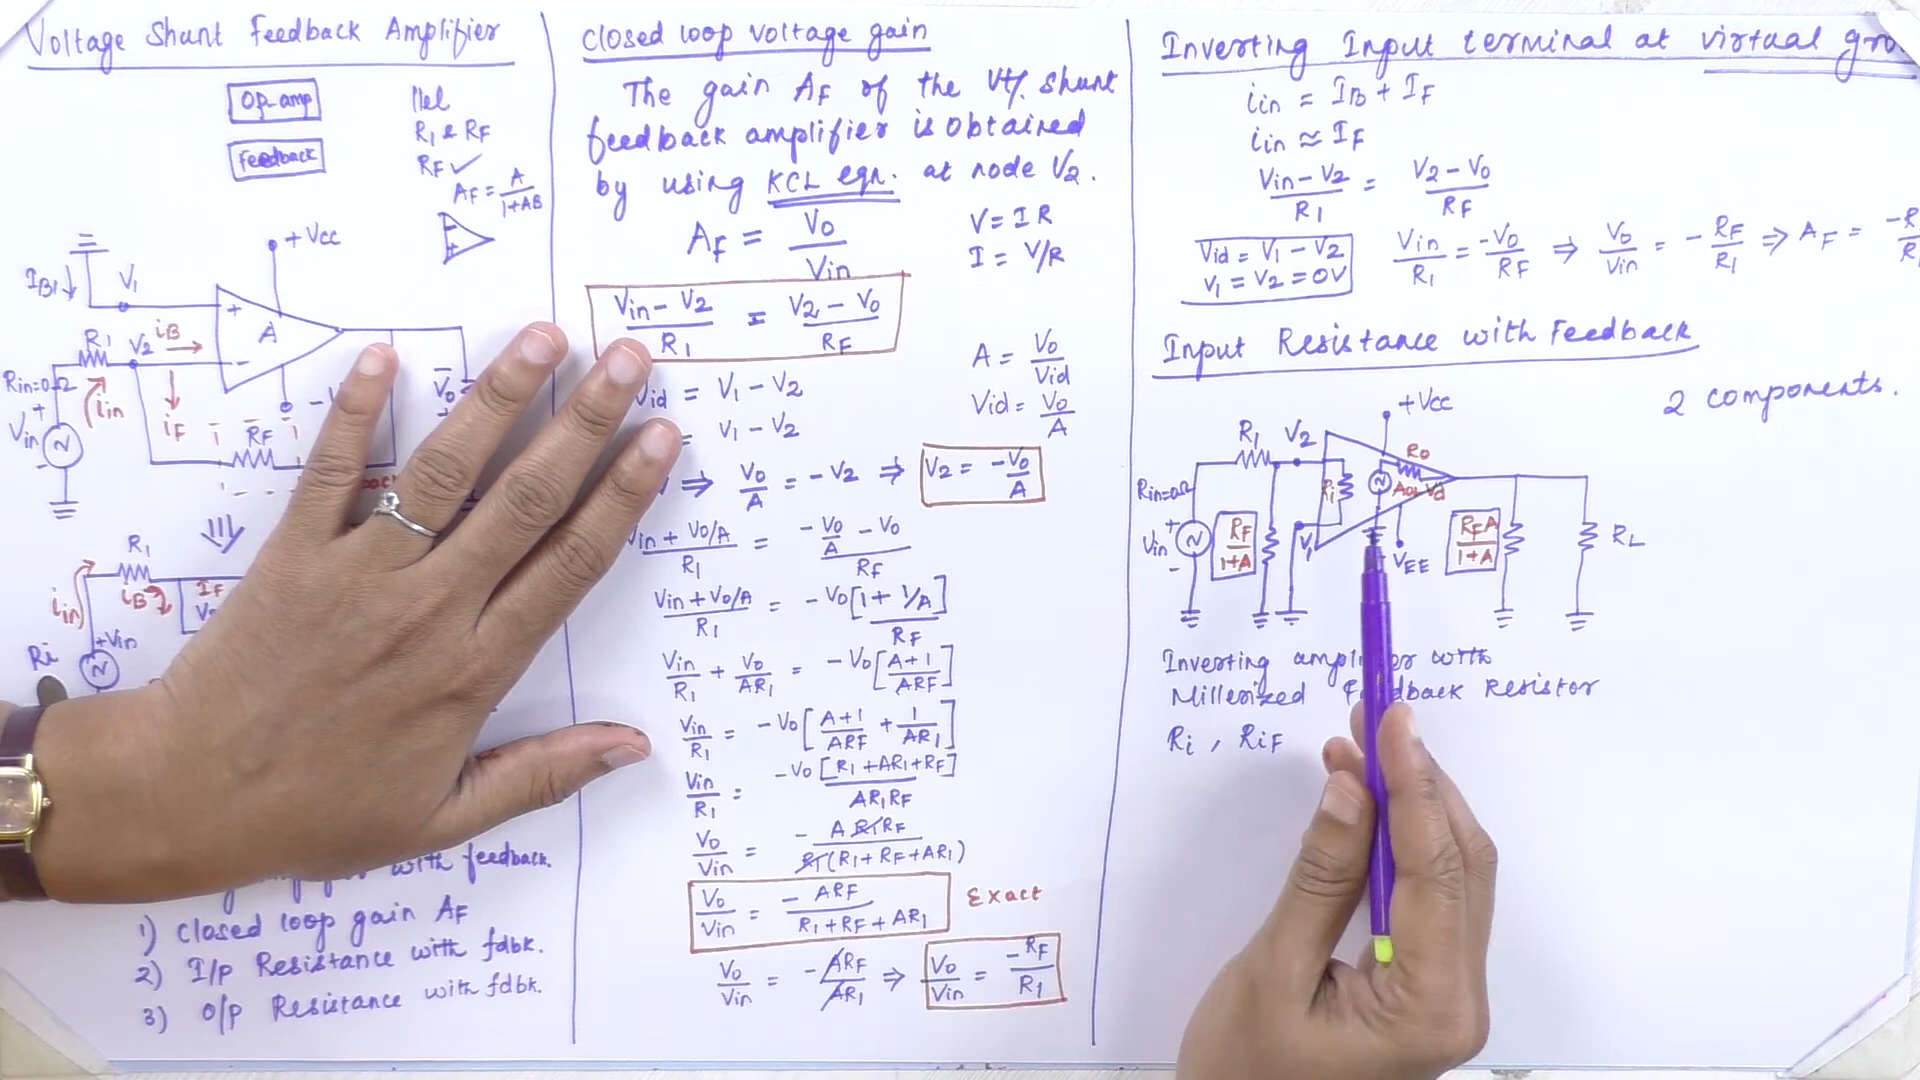 Voltage Shunt Feedback Amplifier
Op-amp
Feedback
||el
R1 & RF
RF ✓
AF = A / 1+AB
+Vcc
IB1
V1
+
A
-
R1
V2
iB
Rin=0Ω
iin
iF
Vin
+
-
RF
Vo
R1
iin
iB
IF
+Vin
Ri
with feedback.
1) Closed loop gain AF
2) I/p Resistance with fdbk.
3) O/p Resistance with fdbk.
Closed loop voltage gain
The gain AF of the Vtg. Shunt
feedback amplifier is obtained
by using KCL eqn. at node V2.
AF = Vo / Vin
V = IR
I = V/R
Vin - V2 / R1 = V2 - Vo / RF
A = Vo / Vid
Vid = Vo / A
Vid = V1 - V2
= V1 - V2
⇒ Vo / A = - V2 ⇒ V2 = -Vo / A
Vin + Vo/A / R1 = -Vo/A - Vo / RF
Vin + Vo/A / R1 = - Vo[1 + 1/A] / RF
Vin / R1 + Vo / AR1 = - Vo[A+1 / ARF]
Vin / R1 = - Vo[A+1 / ARF + 1 / AR1]
Vin / R1 = - Vo[R1 + AR1 + RF] / AR1RF
Vo / Vin = - A R1 RF / R1(R1 + RF + AR1)
Vo / Vin = - ARF / R1 + RF + AR1 Exact
Vo / Vin = - ARF / AR1 ⇒ Vo / Vin = -RF / R1
Inverting Input terminal at virtual gro
iin = IB + IF
iin ≈ IF
Vin - V2 / R1 = V2 - Vo / RF
Vid = V1 - V2
V1 = V2 = 0V
Vin / R1 = -Vo / RF ⇒ Vo / Vin = - RF / R1 ⇒ AF = -R
Input Resistance with Feedback
2 components.
+Vcc
R1
V2
Ro
Rin=0Ω
Ri
Vin
+
-
RF / 1+A
V1
VEE
RFA / 1+A
RL
Inverting with
Millerized Resistor
Ri , RiF